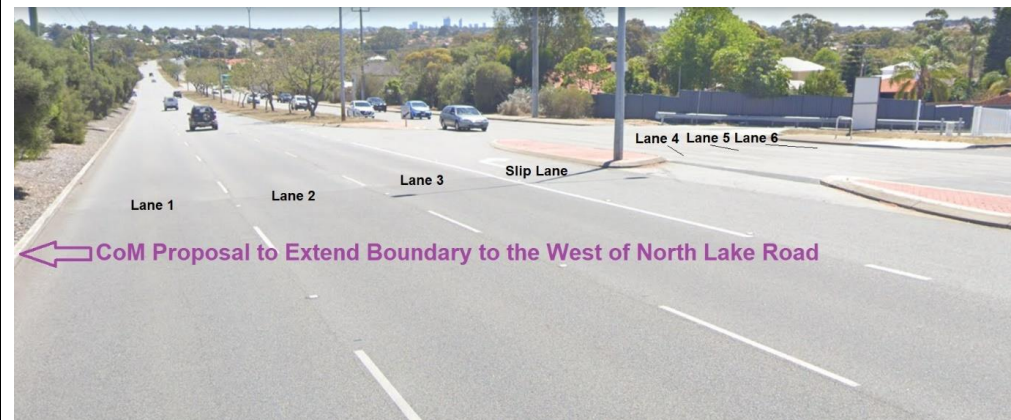 Lane 4 Lane 5 Lane 6
Slip Lane
Lane 3
Lane 2
Lane 1
CoM Proposal to Extend Boundary to the West of North Lake Road